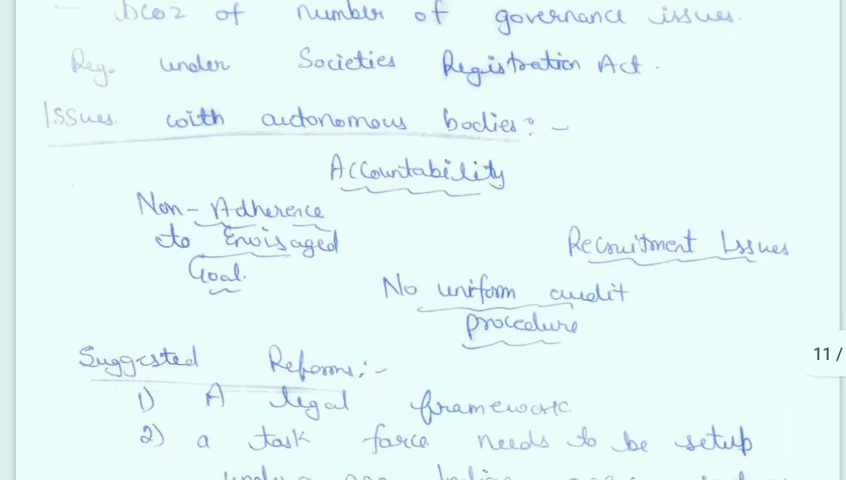 - bcoz of number of governance issues.
Reg. under Societies Registration Act.
Issues with autonomous bodies:-
Accountability
Non-Adherence
to Envisaged
Goal.
Recruitment Issues
No uniform audit
procedure
Suggested Reforms:-
1) A legal framework.
2) a task force needs to be setup
11 /